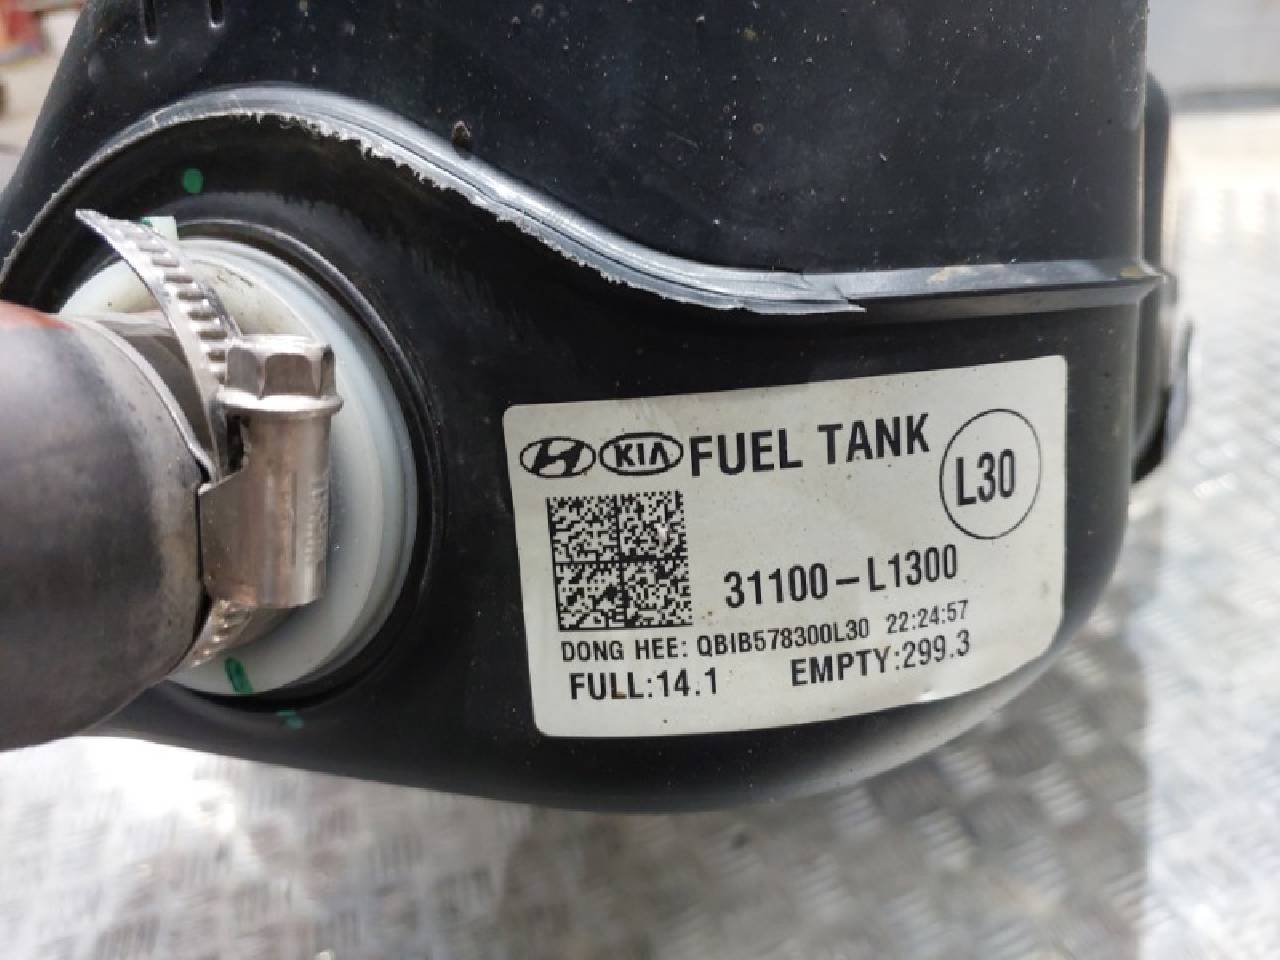 KIA FUEL TANK L30
31100-L1300
DONG HEE: QBIB578300L30 22:24:57
FULL:14.1 EMPTY:299.3